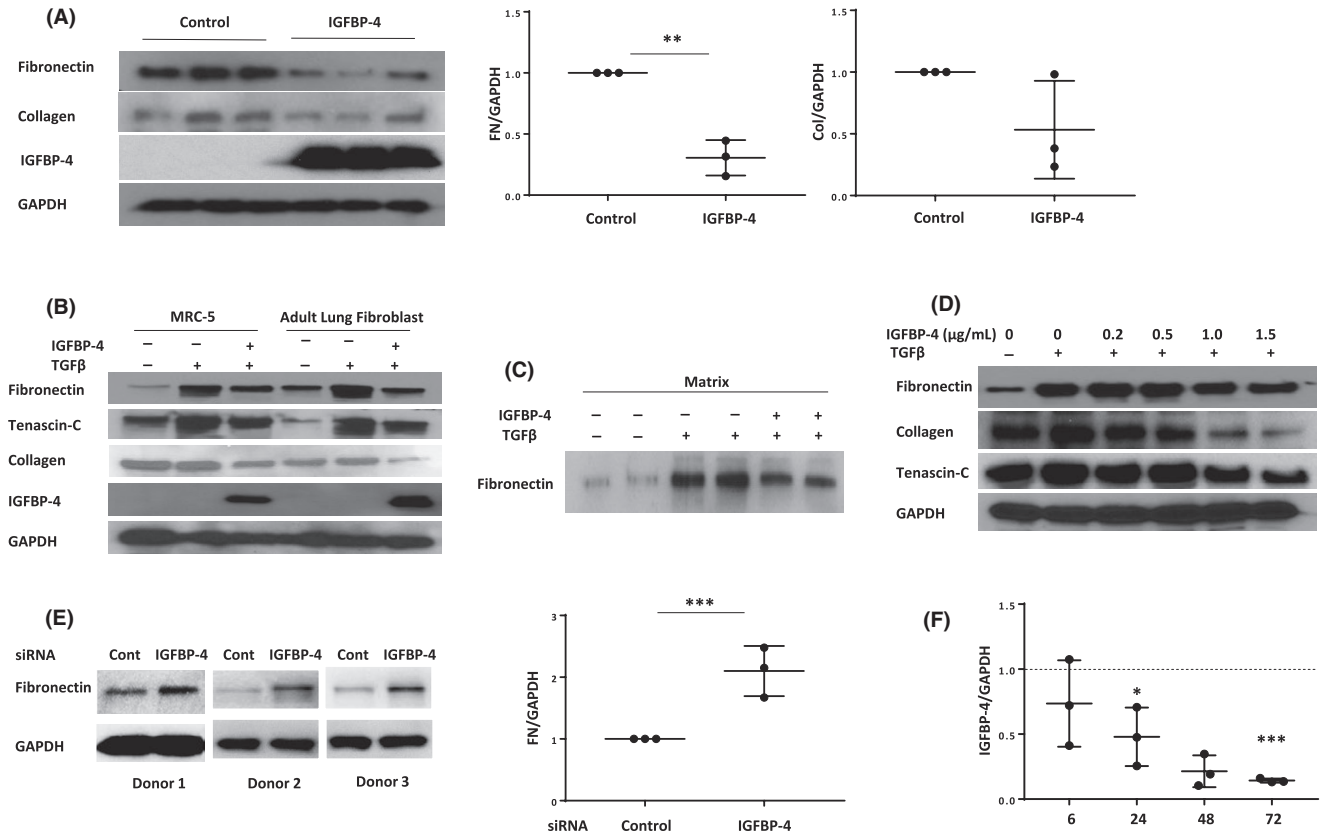 (A)
Control IGFBP-4
Fibronectin
Collagen
IGFBP-4
GAPDH
1.5
1.0
0.5
0.0
FN/GAPDH
**
Control IGFBP-4
1.5
1.0
0.5
0.0
Col/GAPDH
Control IGFBP-4
(B)
MRC-5 Adult Lung Fibroblast
IGFBP-4 – – + – – +
TGFβ – + + – + +
Fibronectin
Tenascin-C
Collagen
IGFBP-4
GAPDH
(C)
Matrix
IGFBP-4 – – – – + +
TGFβ – – + + + +
Fibronectin
(D)
IGFBP-4 (μg/mL) 0 0 0.2 0.5 1.0 1.5
TGFβ – + + + + +
Fibronectin
Collagen
Tenascin-C
GAPDH
(E)
siRNA Cont IGFBP-4 Cont IGFBP-4 Cont IGFBP-4
Fibronectin
GAPDH
Donor 1 Donor 2 Donor 3
3
2
1
0
FN/GAPDH
***
siRNA Control IGFBP-4
(F)
1.5
1.0
0.5
0.0
IGFBP-4/GAPDH
*
***
6 24 48 72